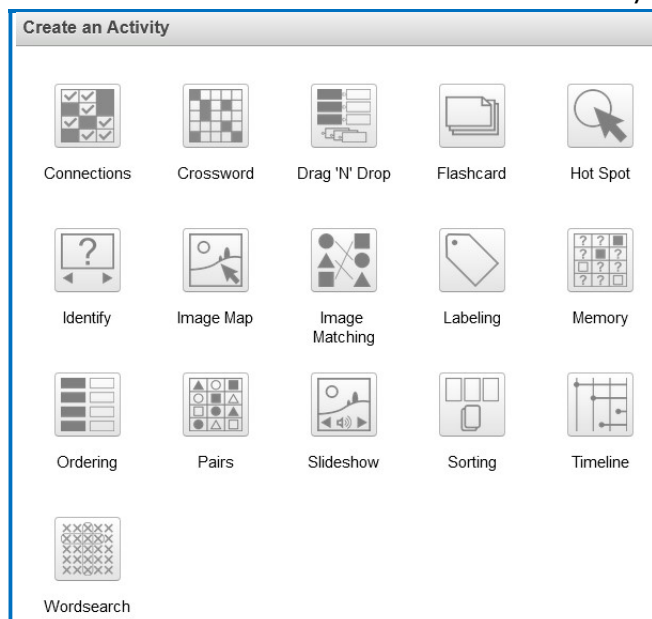 Create an Activity
Connections
Crossword
Drag 'N' Drop
Flashcard
Hot Spot
Identify
Image Map
Image
Matching
Labeling
Memory
Ordering
Pairs
Slideshow
Sorting
Timeline
Wordsearch